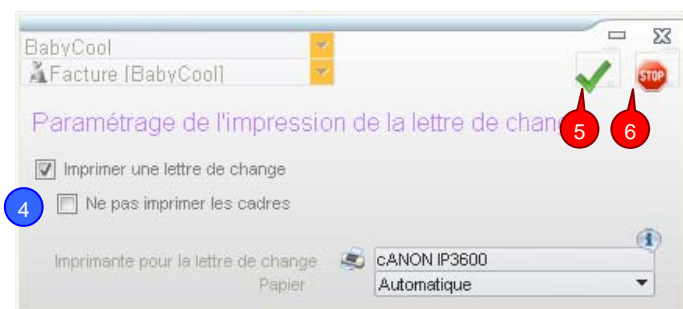 BabyCool
Facture [BabyCool]
STOP
Paramétrage de l'impression de la lettre de chan
5
6
Imprimer une lettre de change
4
Ne pas imprimer les cadres
Imprimante pour la lettre de change cANON IP3600
Papier Automatique